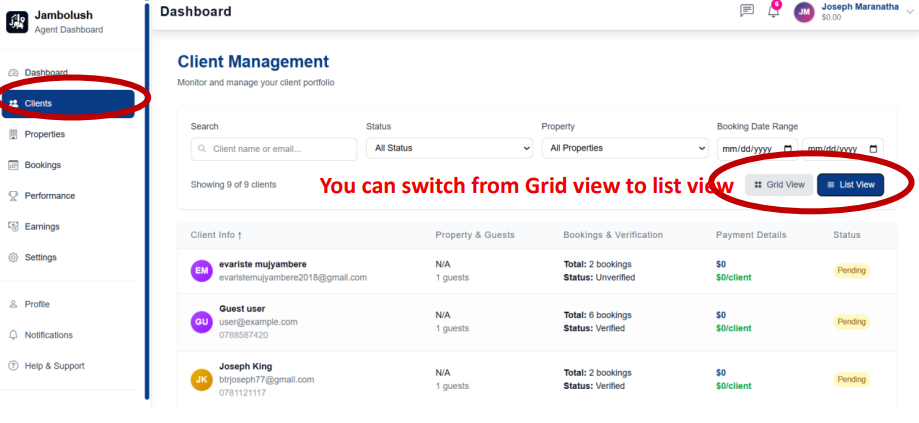 Jambolush
Agent Dashboard
Dashboard
Clients
Properties
Bookings
Performance
Earnings
Settings
Profile
Notifications
Help & Support
Dashboard
6
JM
Joseph Maranatha
$0.00
Client Management
Monitor and manage your client portfolio
Search
Status
Property
Booking Date Range
Client name or email...
All Status
All Properties
mm/dd/yyyy
mm/dd/yyyy
Showing 9 of 9 clients
You can switch from Grid view to list view
Grid View
List View
Client Info ↑
Property & Guests
Bookings & Verification
Payment Details
Status
EM
evariste mujyambere
evaristemujyambere2018@gmail.com
N/A
1 guests
Total: 2 bookings
Status: Unverified
$0
$0/client
Pending
GU
Guest user
user@example.com
0788587420
N/A
1 guests
Total: 6 bookings
Status: Verified
$0
$0/client
Pending
JK
Joseph King
btrjoseph77@gmail.com
0781121117
N/A
1 guests
Total: 2 bookings
Status: Verified
$0
$0/client
Pending